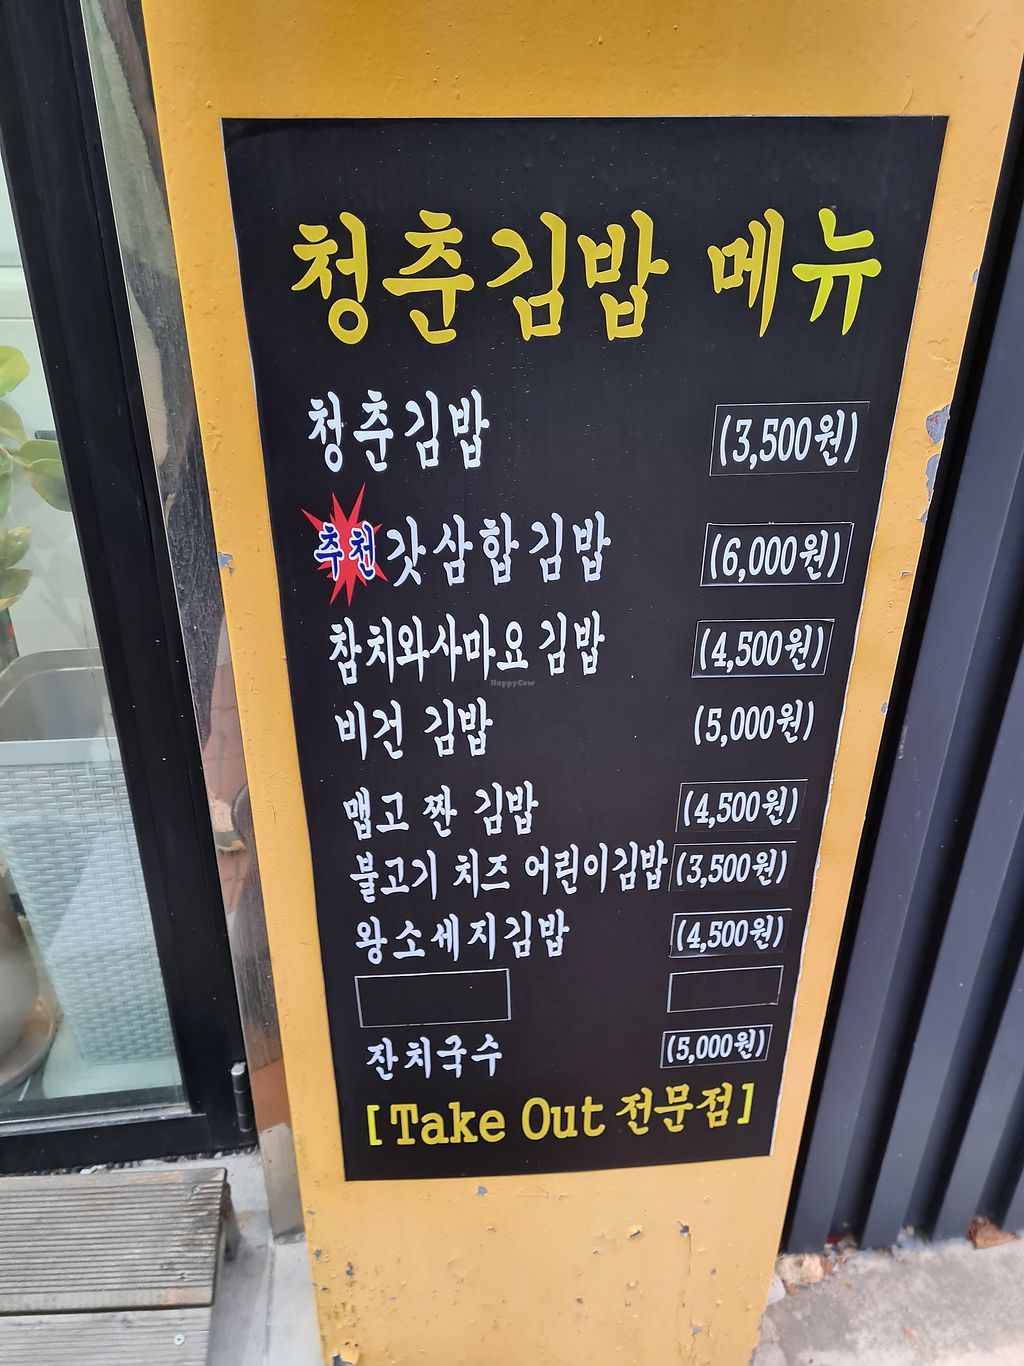 청춘김밥 메뉴
청춘김밥 (3,500원)
추천 갓삼합김밥 (6,000원)
참치와사마요김밥 (4,500원)
HappyCow
비건 김밥 (5,000원)
맵고 짠 김밥 (4,500원)
불고기 치즈 어린이김밥 (3,500원)
왕소세지김밥 (4,500원)
잔치국수 (5,000원)
[Take Out 전문점]